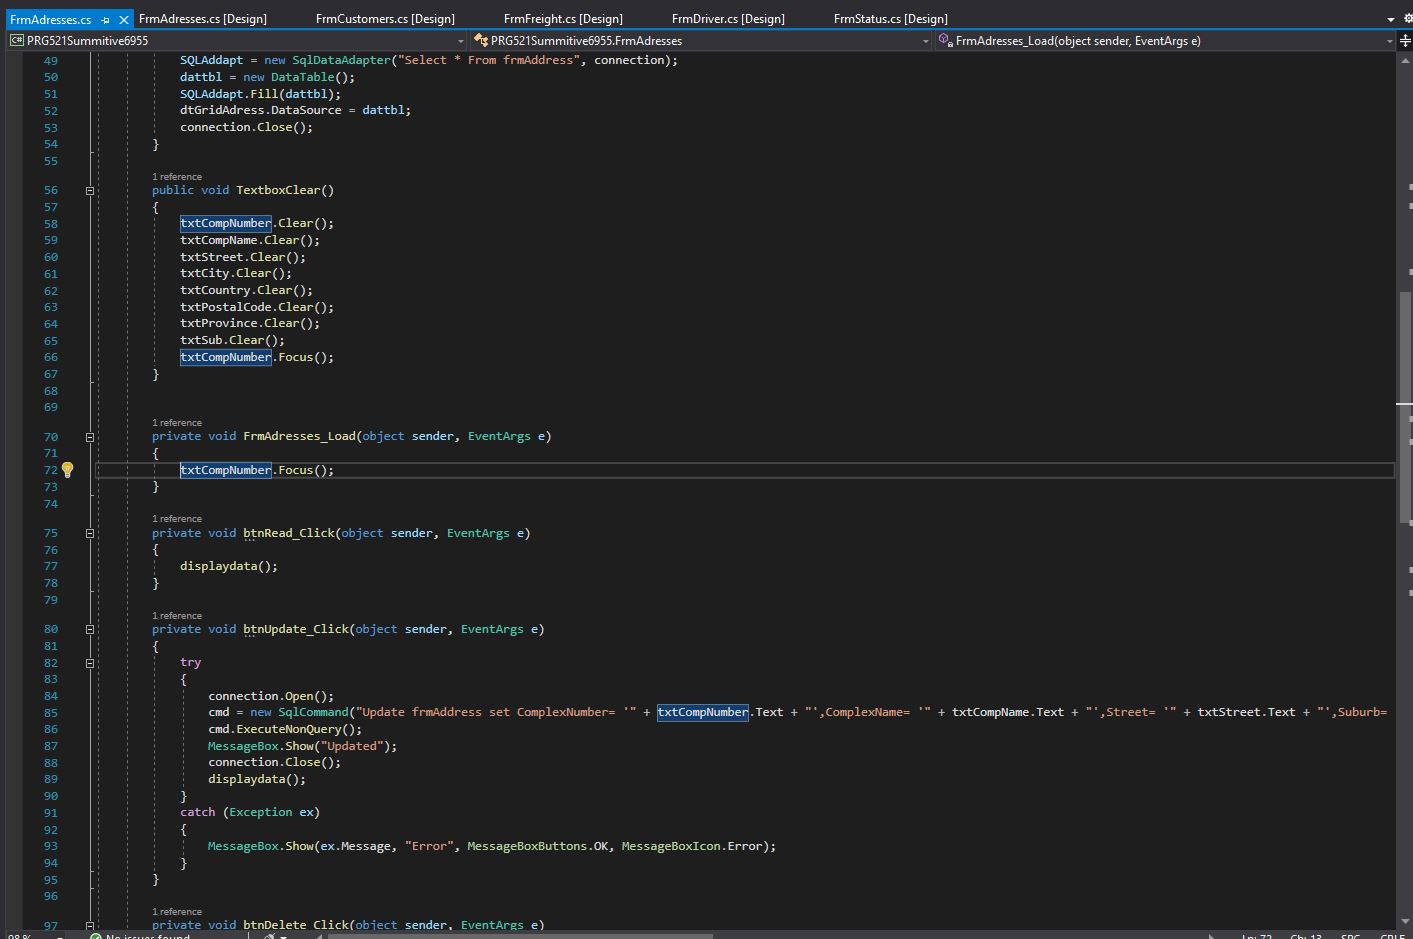 FrmAdresses.cs FrmAdresses.cs [Design] FrmCustomers.cs [Design] FrmFreight.cs [Design] FrmDriver.cs [Design] FrmStatus.cs [Design]
C# PRG521Summitive6955 PRG521Summitive6955.FrmAdresses FrmAdresses_Load(object sender, EventArgs e)
49 SQLAddapt = new SqlDataAdapter("Select * From frmAddress", connection);
50 dattbl = new DataTable();
51 SQLAddapt.Fill(dattbl);
52 dtGridAdress.DataSource = dattbl;
53 connection.Close();
54 }
55
1 reference
56 public void TextboxClear()
57 {
58 txtCompNumber.Clear();
59 txtCompName.Clear();
60 txtStreet.Clear();
61 txtCity.Clear();
62 txtCountry.Clear();
63 txtPostalCode.Clear();
64 txtProvince.Clear();
65 txtSub.Clear();
66 txtCompNumber.Focus();
67 }
68
69
1 reference
70 private void FrmAdresses_Load(object sender, EventArgs e)
71 {
72 txtCompNumber.Focus();
73 }
74
1 reference
75 private void btnRead_Click(object sender, EventArgs e)
76 {
77 displaydata();
78 }
79
1 reference
80 private void btnUpdate_Click(object sender, EventArgs e)
81 {
82 try
83 {
84 connection.Open();
85 cmd = new SqlCommand("Update frmAddress set ComplexNumber= '" + txtCompNumber.Text + "',ComplexName= '" + txtCompName.Text + "',Street= '" + txtStreet.Text + "',Suburb=
86 cmd.ExecuteNonQuery();
87 MessageBox.Show("Updated");
88 connection.Close();
89 displaydata();
90 }
91 catch (Exception ex)
92 {
93 MessageBox.Show(ex.Message, "Error", MessageBoxButtons.OK, MessageBoxIcon.Error);
94 }
95 }
96
1 reference
97 private void btnDelete_Click(object sender, EventArgs e)
98 % No issues found Ln: 72 Ch: 13 SPC CRLF